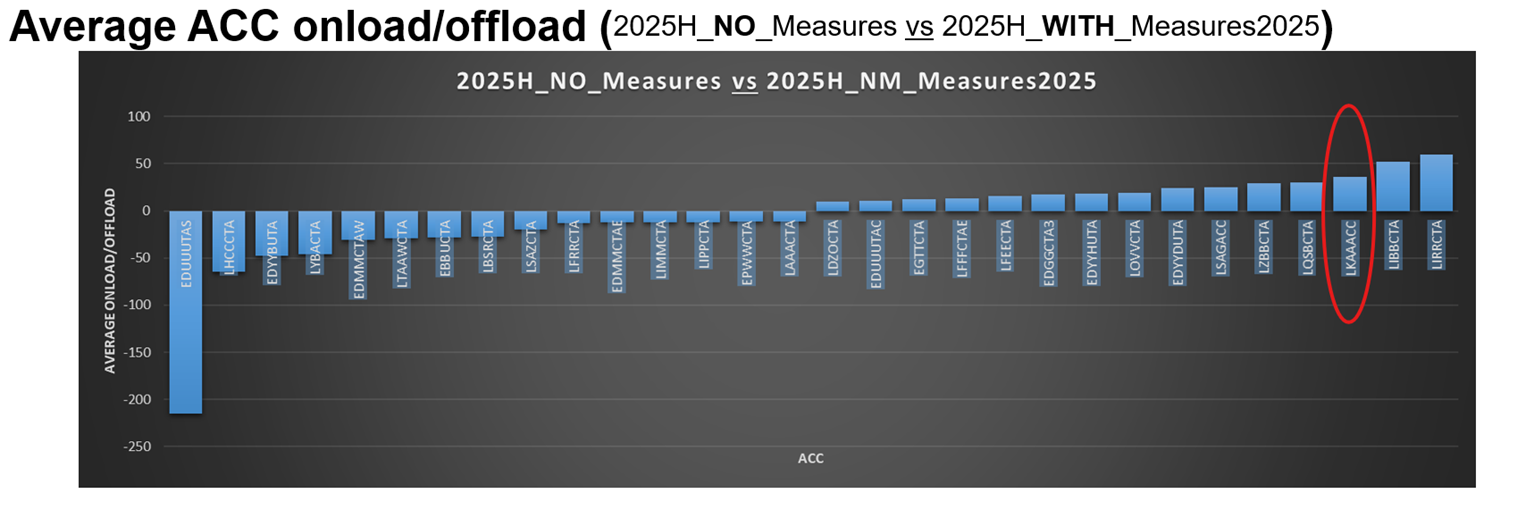 Average ACC onload/offload (2025H_NO_Measures vs 2025H_WITH_Measures2025)
2025H_NO_Measures vs 2025H_NM_Measures2025
AVERAGE ONLOAD/OFFLOAD
100
50
0
-50
-100
-150
-200
-250
EDUUUTAS
LHCCCTA
EDYYBUTA
LYBACTA
EDMMCTAW
LTAAWCTA
EBBUCTA
LBSRCTA
LSAZCTA
LFRRCTA
EDMMCTAE
LIMMCTA
LIPPCTA
EPWWCTA
LAAACTA
LDZOCTA
EDUUUTAC
EGTTCTA
LFFFCTAE
LFEECTA
EDGGCTA3
EDYYHUTA
LOVVCTA
EDYYDUTA
LSAGACC
LZBBCTA
LQSBCTA
LKAAACC
LIBBCTA
LIRRCTA
ACC